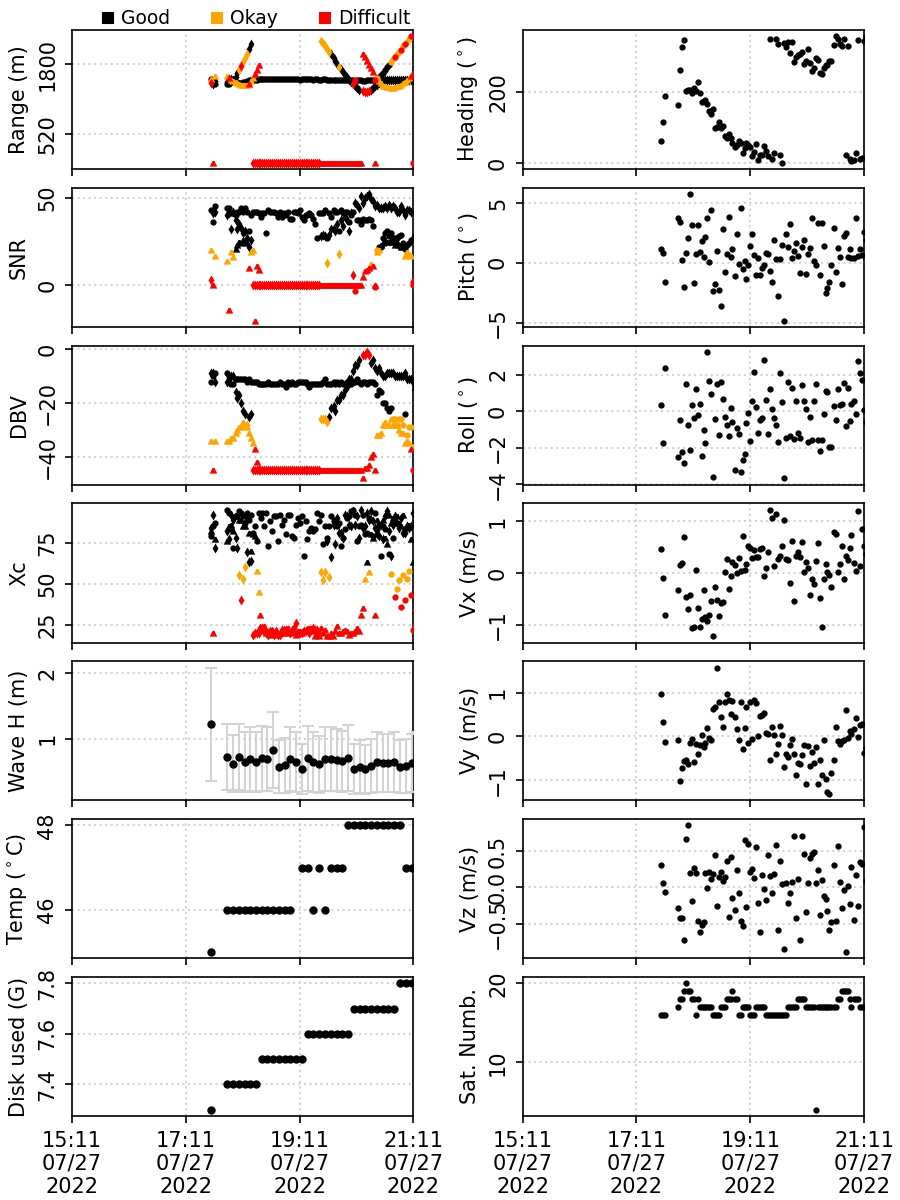 Good Okay Difficult
Range (m)
1800
520
Heading (°)
200
0
SNR
50
0
Pitch (°)
5
0
−5
DBV
0
−20
−40
Roll (°)
2
0
−2
−4
Xc
75
50
25
Vx (m/s)
1
0
−1
Wave H (m)
2
1
Vy (m/s)
1
0
−1
Temp (°C)
48
46
Vz (m/s)
0.5
0.0
−0.5
Disk used (G)
7.8
7.6
7.4
Sat. Numb.
20
10
15:11 17:11 19:11 21:11 15:11 17:11 19:11 21:11
07/27 07/27 07/27 07/27 07/27 07/27 07/27 07/27
2022 2022 2022 2022 2022 2022 2022 2022